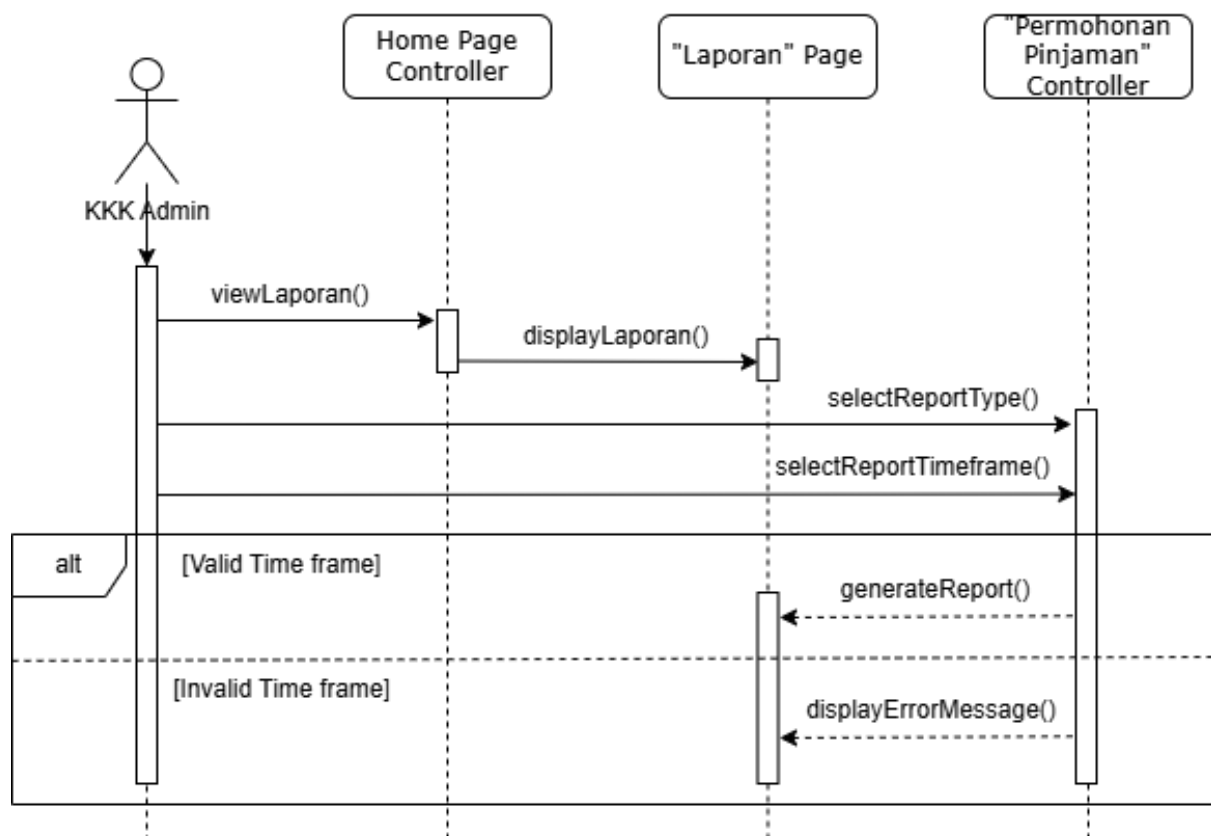 Home Page
Controller
"Laporan" Page
"Permohonan
Pinjaman"
Controller
KKK Admin
viewLaporan()
displayLaporan()
selectReportType()
selectReportTimeframe()
alt
[Valid Time frame]
generateReport()
[Invalid Time frame]
displayErrorMessage()